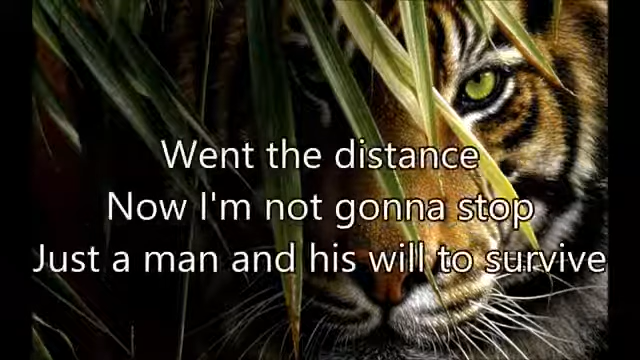 Went the distance
Now I'm not gonna stop
Just a man and his will to survive